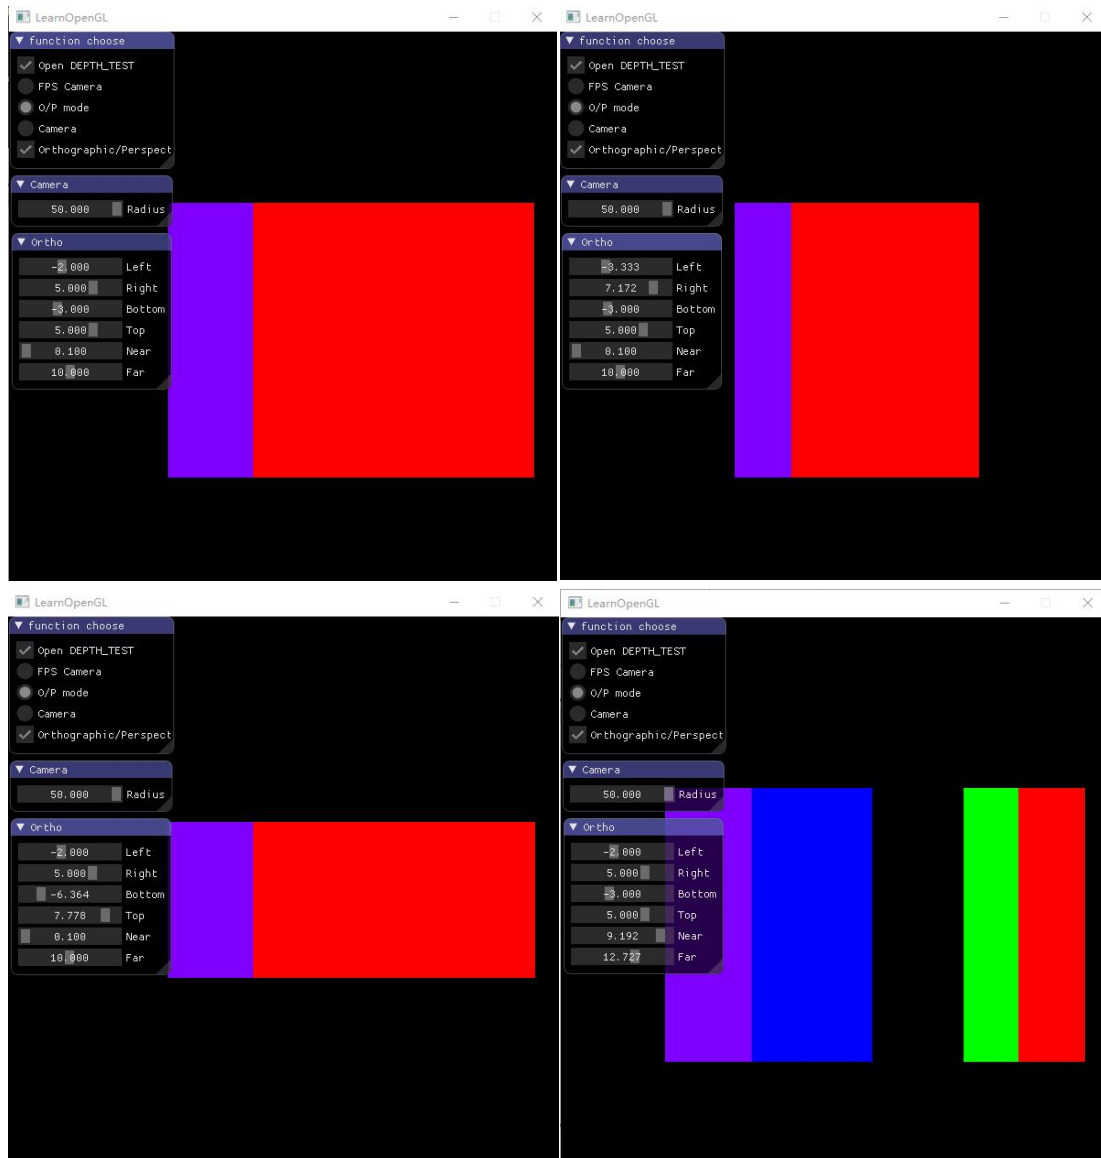 LearnOpenGL
function choose
Open DEPTH_TEST
FPS Camera
O/P mode
Camera
Orthographic/Perspect
Camera
50.000 Radius
Ortho
-2.000 Left
5.000 Right
-3.000 Bottom
5.000 Top
0.100 Near
10.000 Far
LearnOpenGL
function choose
Open DEPTH_TEST
FPS Camera
O/P mode
Camera
Orthographic/Perspect
Camera
50.000 Radius
Ortho
-3.333 Left
7.172 Right
-3.000 Bottom
5.000 Top
0.100 Near
10.000 Far
LearnOpenGL
function choose
Open DEPTH_TEST
FPS Camera
O/P mode
Camera
Orthographic/Perspect
Camera
50.000 Radius
Ortho
-2.000 Left
5.000 Right
-6.364 Bottom
7.778 Top
0.100 Near
10.000 Far
LearnOpenGL
function choose
Open DEPTH_TEST
FPS Camera
O/P mode
Camera
Orthographic/Perspect
Camera
50.000 Radius
Ortho
-2.000 Left
5.000 Right
-3.000 Bottom
5.000 Top
9.192 Near
12.727 Far